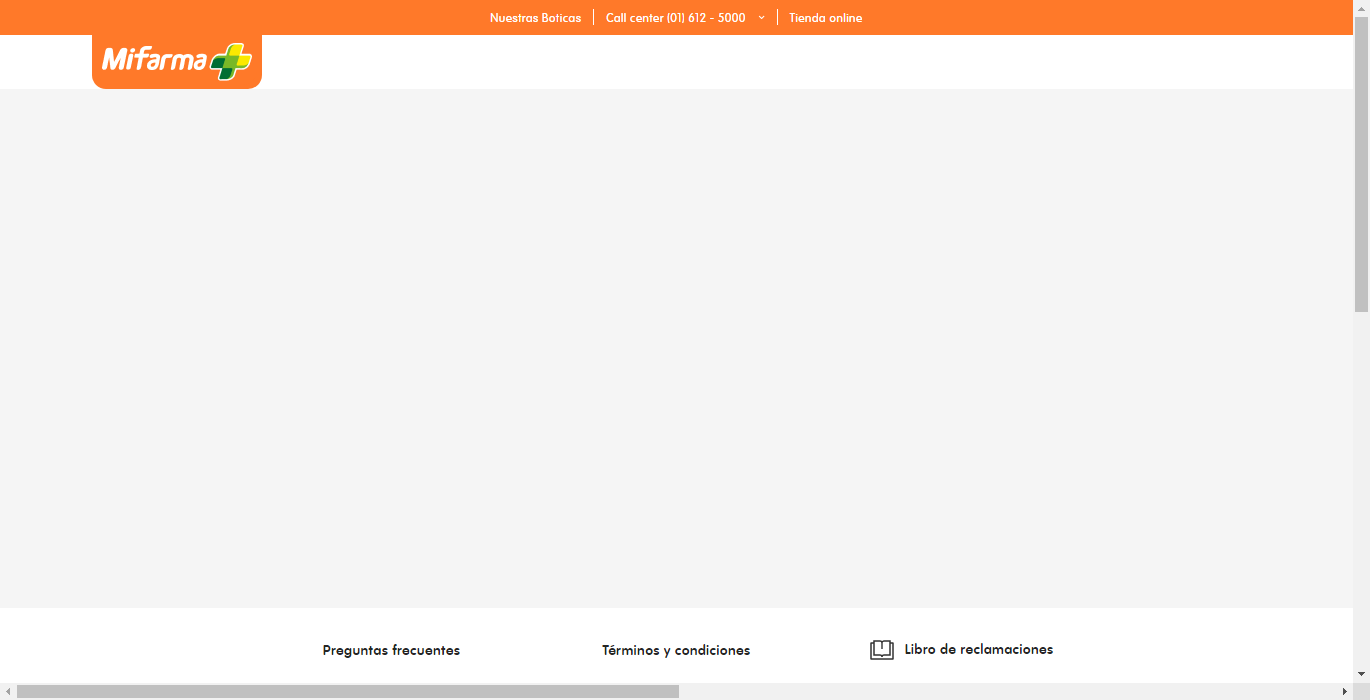 Nuestras Boticas
Call center (01) 612 - 5000
Tienda online
Mifarma
Preguntas frecuentes
Términos y condiciones
Libro de reclamaciones